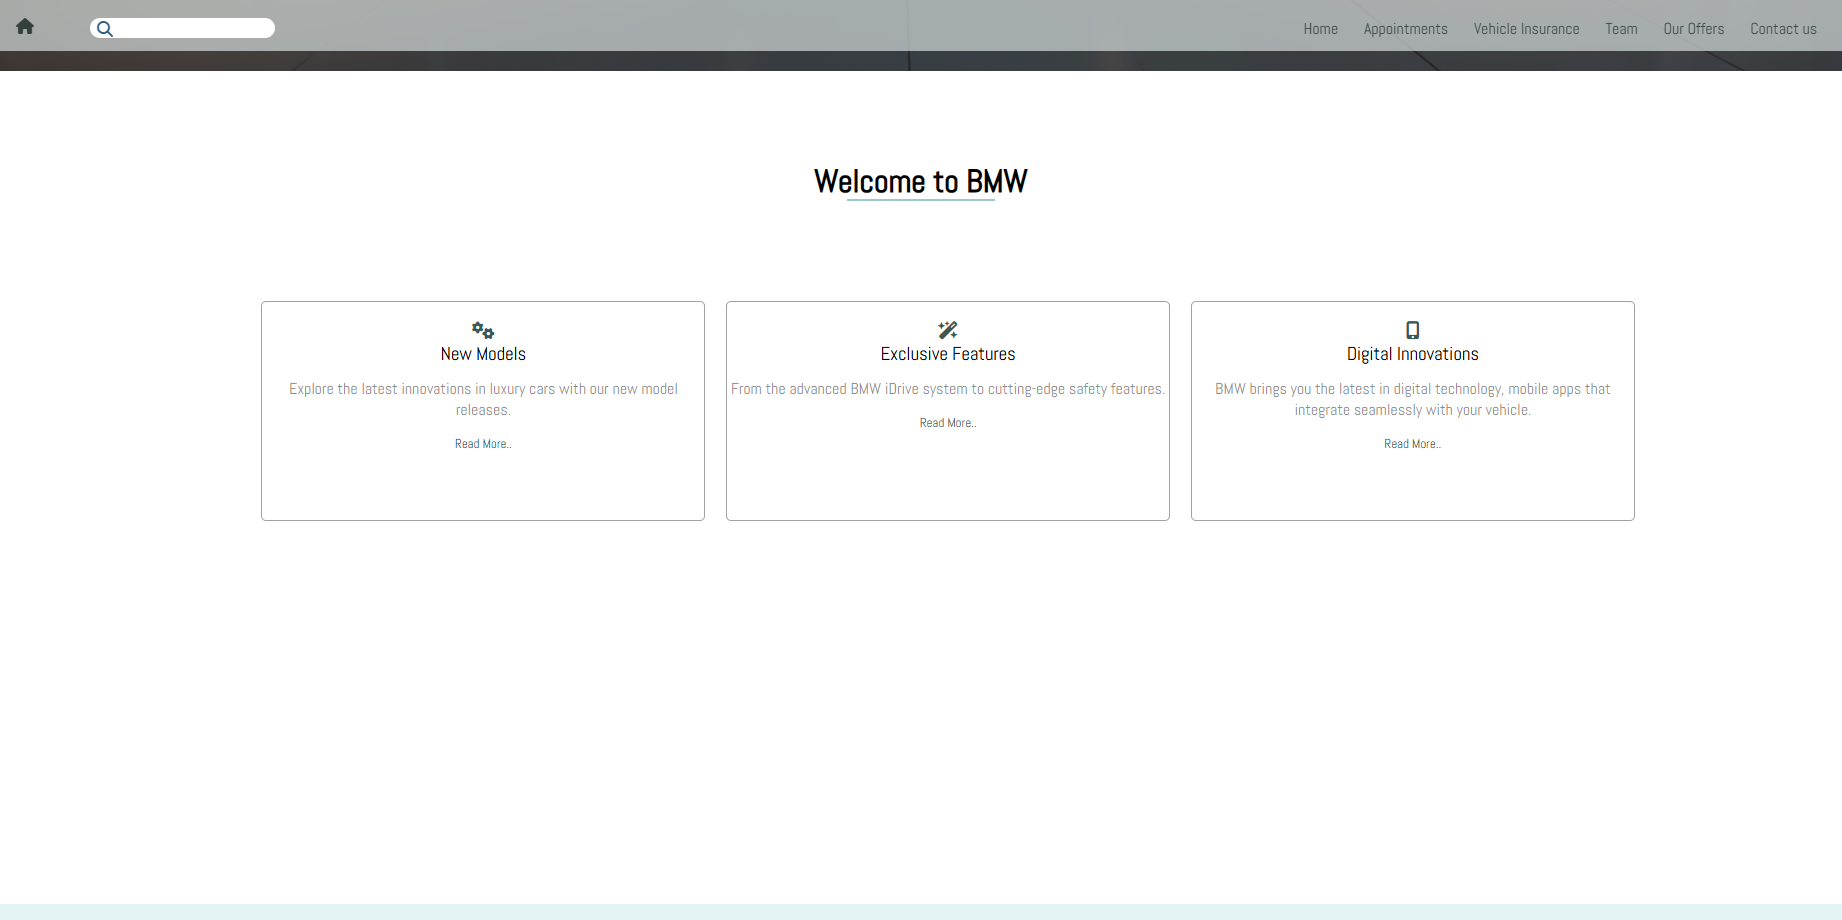 Home Appointments Vehicle Insurance Team Our Offers Contact us
Welcome to BMW
New Models
Explore the latest innovations in luxury cars with our new model
releases.
Read More..
Exclusive Features
From the advanced BMW iDrive system to cutting-edge safety features.
Read More..
Digital Innovations
BMW brings you the latest in digital technology, mobile apps that
integrate seamlessly with your vehicle.
Read More..